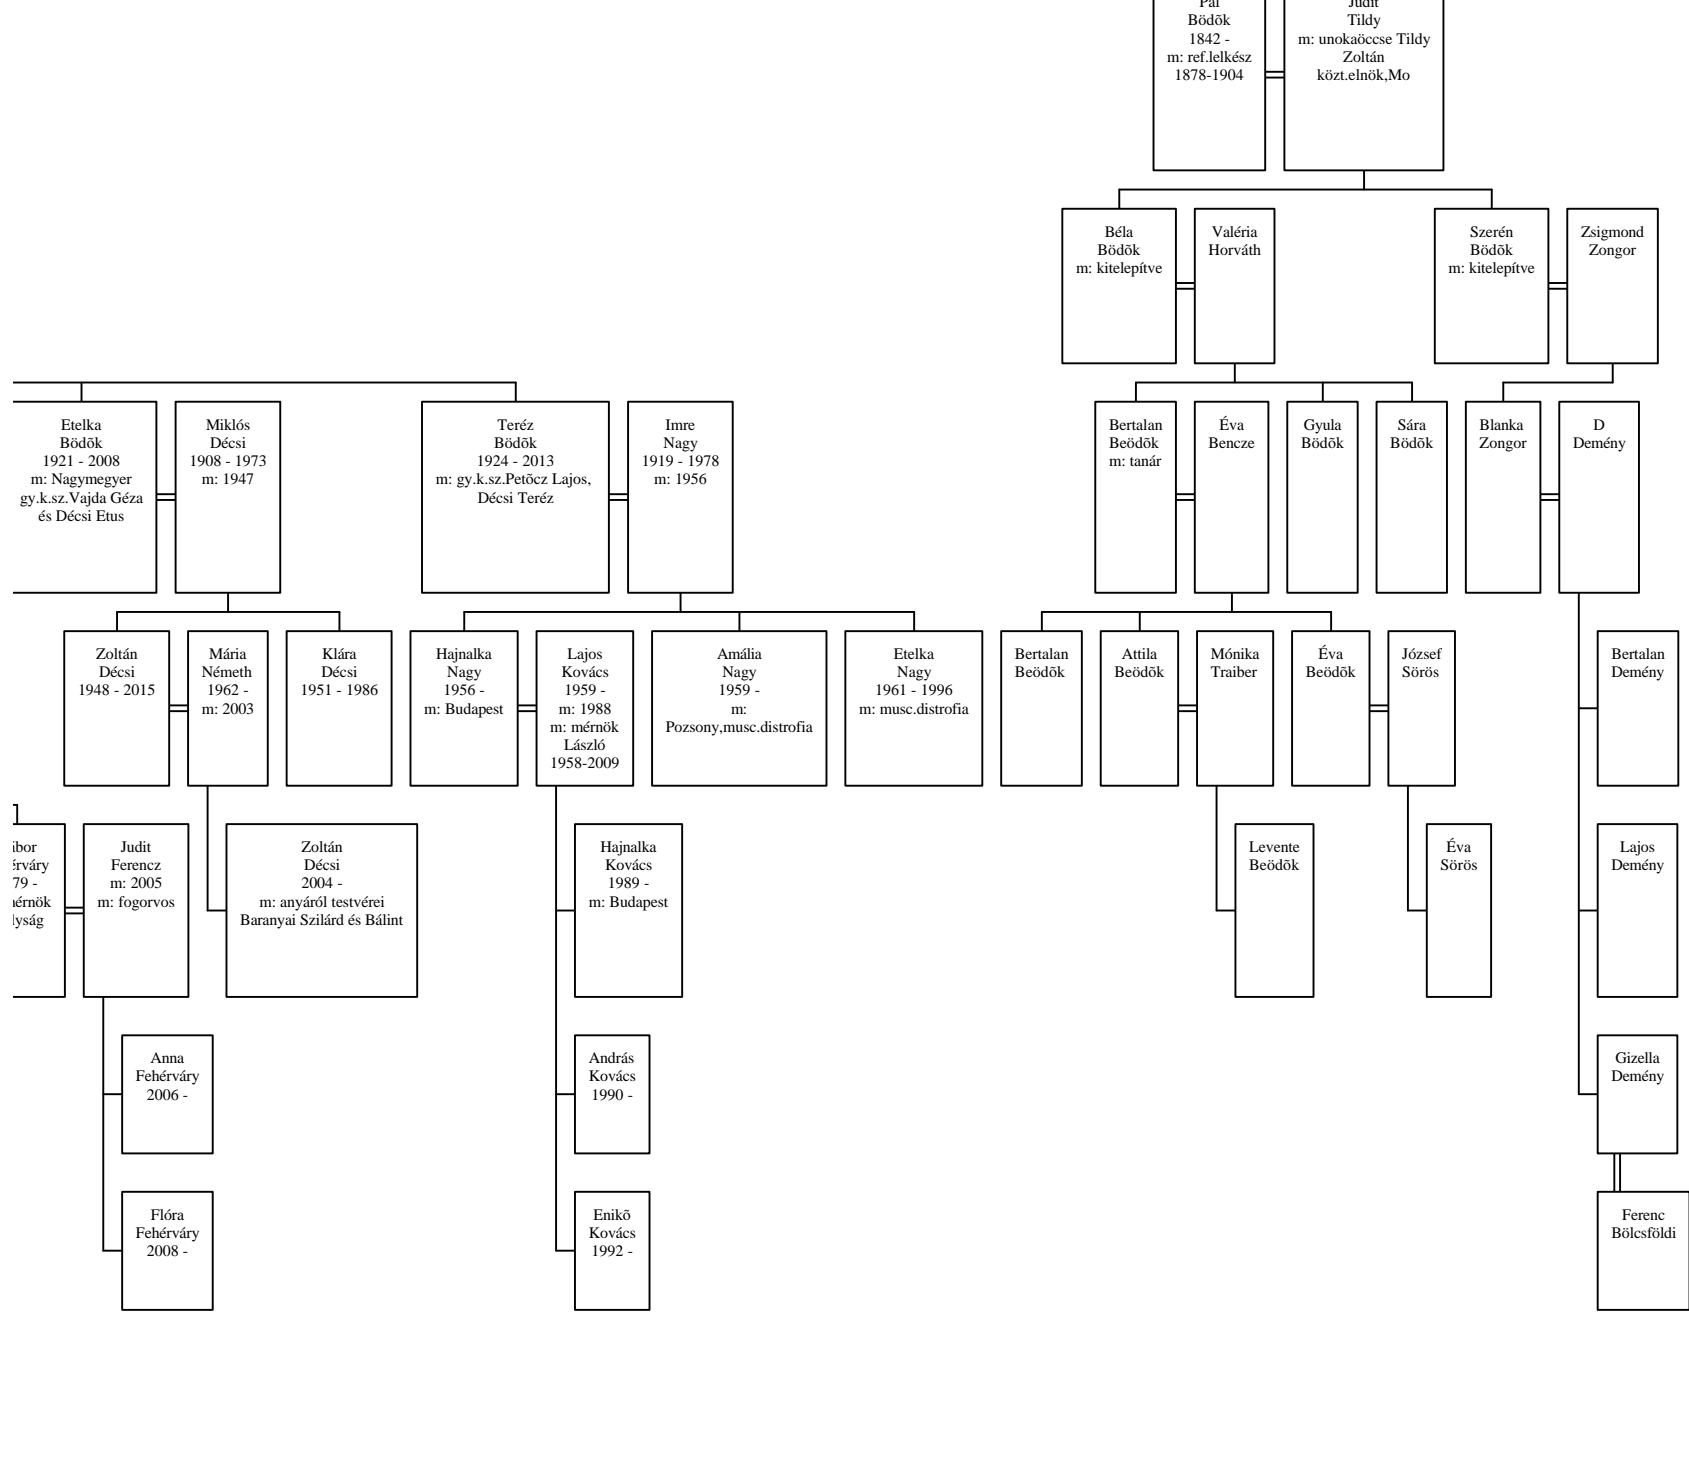 Pál
Bödõk
1842 -
m: ref.lelkész
1878-1904
Judit
Tildy
m: unokaöccse Tildy
Zoltán
közt.elnök,Mo
Béla
Bödõk
m: kitelepítve
Valéria
Horváth
Szerén
Bödõk
m: kitelepítve
Zsigmond
Zongor
Etelka
Bödõk
1921 - 2008
m: Nagymegyer
gy.k.sz.Vajda Géza
és Décsi Etus
Miklós
Décsi
1908 - 1973
m: 1947
Teréz
Bödõk
1924 - 2013
m: gy.k.sz.Petõcz Lajos,
Décsi Teréz
Imre
Nagy
1919 - 1978
m: 1956
Bertalan
Beödõk
m: tanár
Éva
Bencze
Gyula
Bödõk
Sára
Bödõk
Blanka
Zongor
D
Demény
Zoltán
Décsi
1948 - 2015
Mária
Németh
1962 -
m: 2003
Klára
Décsi
1951 - 1986
Hajnalka
Nagy
1956 -
m: Budapest
Lajos
Kovács
1959 -
m: 1988
m: mérnök
László
1958-2009
Amália
Nagy
1959 -
m:
Pozsony,musc.distrofia
Etelka
Nagy
1961 - 1996
m: musc.distrofia
Bertalan
Beödõk
Attila
Beödõk
Mónika
Traiber
Éva
Beödõk
József
Sörös
Bertalan
Demény
ibor
érváry
79 -
érnök
lyság
Judit
Ferencz
m: 2005
m: fogorvos
Zoltán
Décsi
2004 -
m: anyáról testvérei
Baranyai Szilárd és Bálint
Hajnalka
Kovács
1989 -
m: Budapest
Levente
Beödõk
Éva
Sörös
Lajos
Demény
Anna
Fehérváry
2006 -
András
Kovács
1990 -
Gizella
Demény
Flóra
Fehérváry
2008 -
Enikõ
Kovács
1992 -
Ferenc
Bölcsföldi